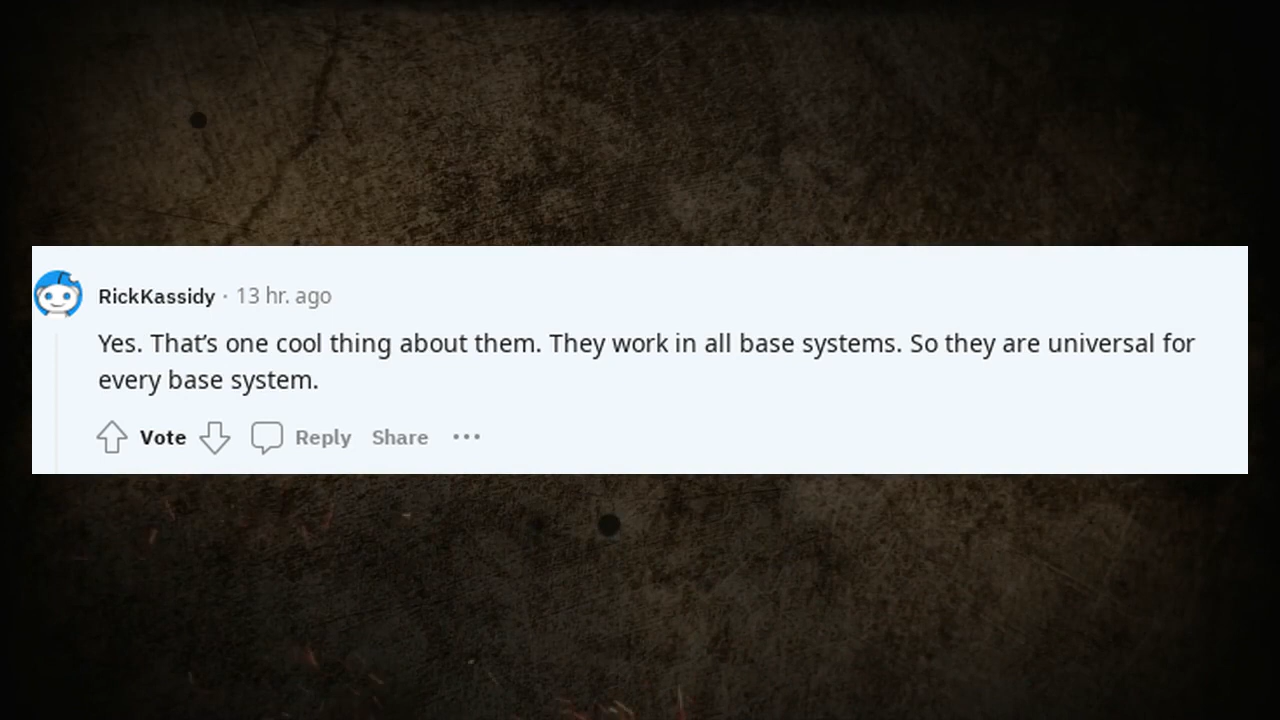 RickKassidy · 13 hr. ago
Yes. That’s one cool thing about them. They work in all base systems. So they are universal for
every base system.
Vote Reply Share •••